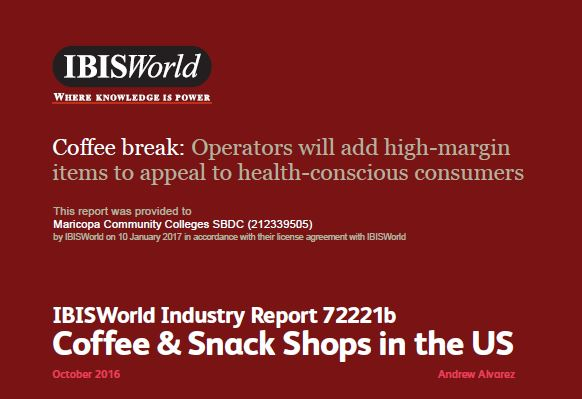 IBISWorld
WHERE KNOWLEDGE IS POWER
Coffee break: Operators will add high-margin
items to appeal to health-conscious consumers
This report was provided to
Maricopa Community Colleges SBDC (212339505)
by IBISWorld on 10 January 2017 in accordance with their license agreement with IBISWorld
IBISWorld Industry Report 72221b
Coffee & Snack Shops in the US
October 2016 Andrew Alvarez